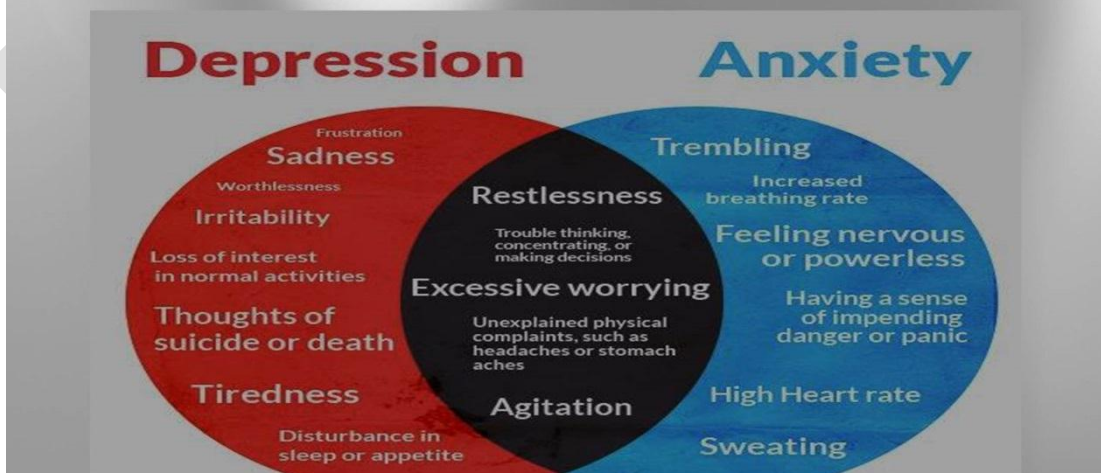 Depression
Anxiety
Frustration
Sadness
Worthlessness
Irritability
Loss of interest
in normal activities
Thoughts of
suicide or death
Tiredness
Disturbance in
sleep or appetite
Restlessness
Trouble thinking,
concentrating, or
making decisions
Excessive worrying
Unexplained physical
complaints, such as
headaches or stomach
aches
Agitation
Trembling
Increased
breathing rate
Feeling nervous
or powerless
Having a sense
of impending
danger or panic
High Heart rate
Sweating